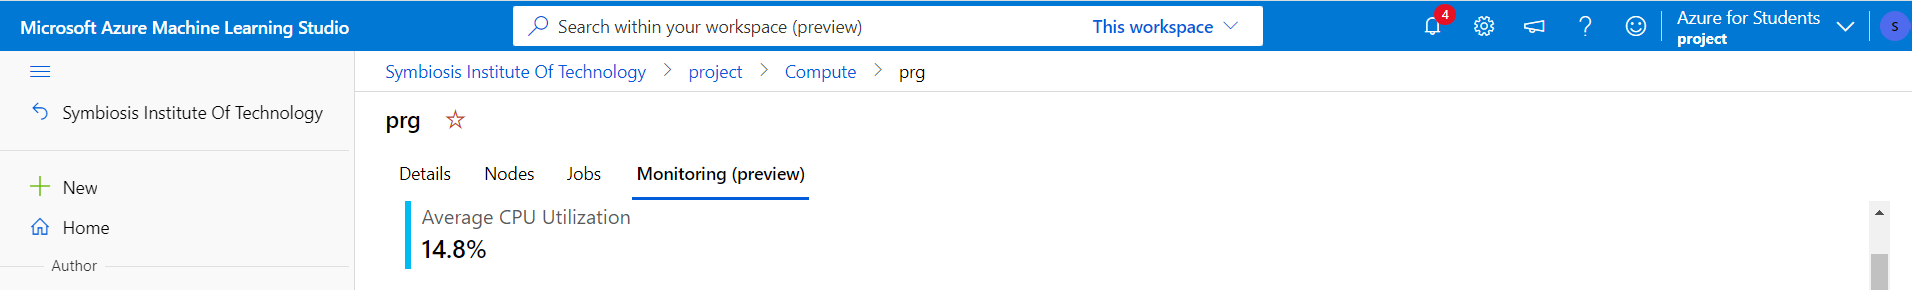 Microsoft Azure Machine Learning Studio
Search within your workspace (preview)
This workspace
4
Azure for Students
project
S
Symbiosis Institute Of Technology
New
Home
Author
Symbiosis Institute Of Technology > project > Compute > prg
prg
Details Nodes Jobs Monitoring (preview)
Average CPU Utilization
14.8%